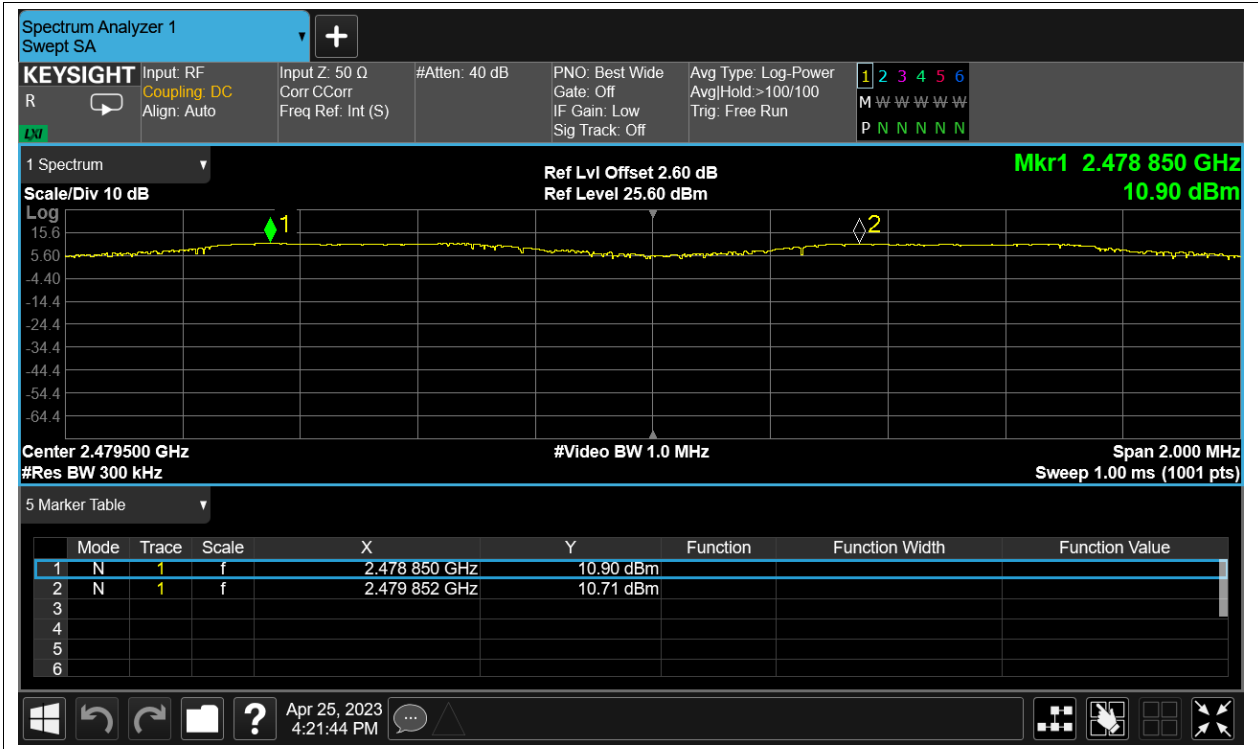 Spectrum Analyzer 1
Swept SA
KEYSIGHT
R
LXI
Input: RF
Coupling: DC
Align: Auto
Input Z: 50 Ω
Corr CCorr
Freq Ref: Int (S)
#Atten: 40 dB
PNO: Best Wide
Gate: Off
IF Gain: Low
Sig Track: Off
Avg Type: Log-Power
Avg|Hold:>100/100
Trig: Free Run
1 2 3 4 5 6
M W W W W W
P N N N N N
1 Spectrum
Scale/Div 10 dB
Ref Lvl Offset 2.60 dB
Ref Level 25.60 dBm
Mkr1 2.478 850 GHz
10.90 dBm
Log
15.6
5.60
-4.40
-14.4
-24.4
-34.4
-44.4
-54.4
-64.4
1
2
Center 2.479500 GHz
#Res BW 300 kHz
#Video BW 1.0 MHz
Span 2.000 MHz
Sweep 1.00 ms (1001 pts)
5 Marker Table
Mode Trace Scale X Y Function Function Width Function Value
1 N 1 f 2.478 850 GHz 10.90 dBm
2 N 1 f 2.479 852 GHz 10.71 dBm
3
4
5
6
?
Apr 25, 2023
4:21:44 PM